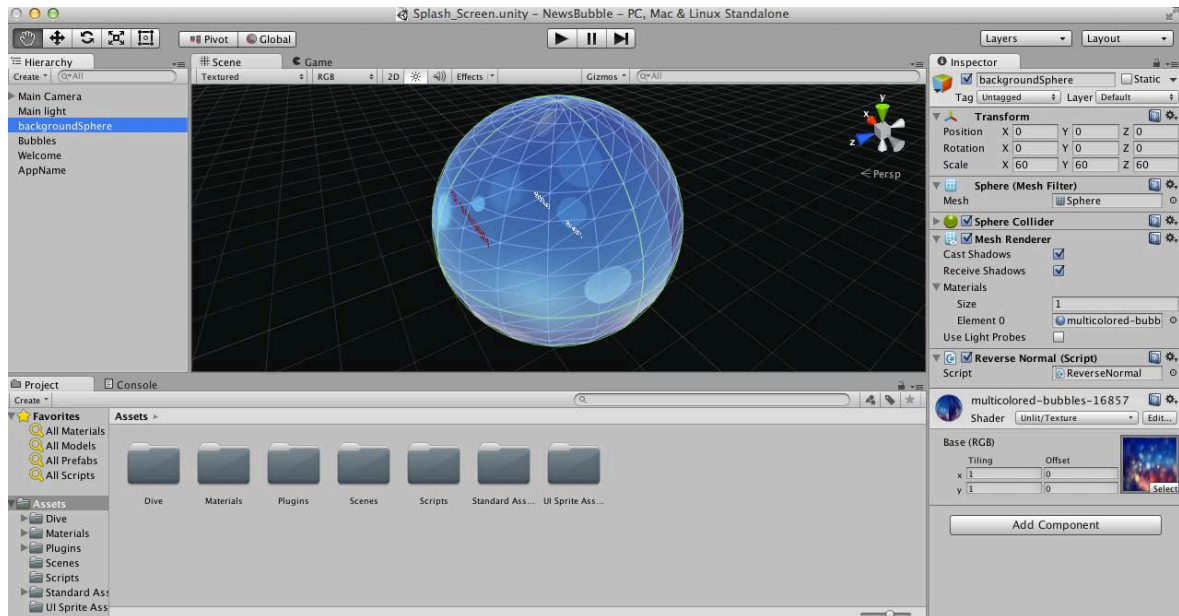 Splash_Screen.unity – NewsBubble – PC, Mac & Linux Standalone
Pivot Global Layers Layout
Hierarchy
Create All
Main Camera
Main light
backgroundSphere
Bubbles
Welcome
AppName
Scene Game
Textured RGB 2D Effects Gizmos All
y
x
z
Persp
Inspector
backgroundSphere Static
Tag Untagged Layer Default
Transform
Position X 0 Y 0 Z 0
Rotation X 0 Y 0 Z 0
Scale X 60 Y 60 Z 60
Sphere (Mesh Filter)
Mesh Sphere
Sphere Collider
Mesh Renderer
Cast Shadows
Receive Shadows
Materials
Size 1
Element 0 multicolored-bubb
Use Light Probes
Reverse Normal (Script)
Script ReverseNormal
multicolored-bubbles-16857
Shader Unlit/Texture Edit...
Base (RGB)
Tiling Offset
x 1 0
y 1 0
Select
Add Component
Project Console
Create
Favorites
All Materials
All Models
All Prefabs
All Scripts
Assets
Dive
Materials
Plugins
Scenes
Scripts
Standard Ass
UI Sprite Ass
Assets
Dive Materials Plugins Scenes Scripts Standard Ass... UI Sprite Ass...